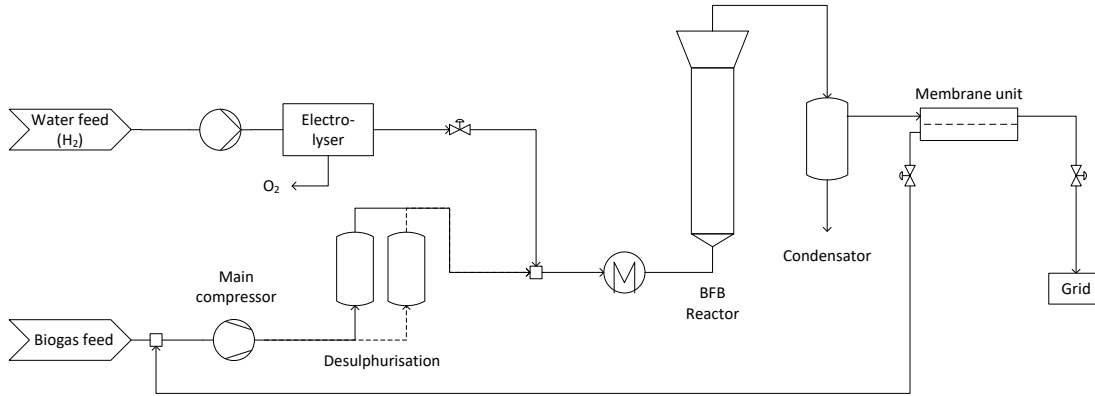 Membrane unit
Water feed
(H₂)
Electro-
lyser
O₂
Condensator
Main
compressor
BFB
Reactor
Grid
Biogas feed
Desulphurisation